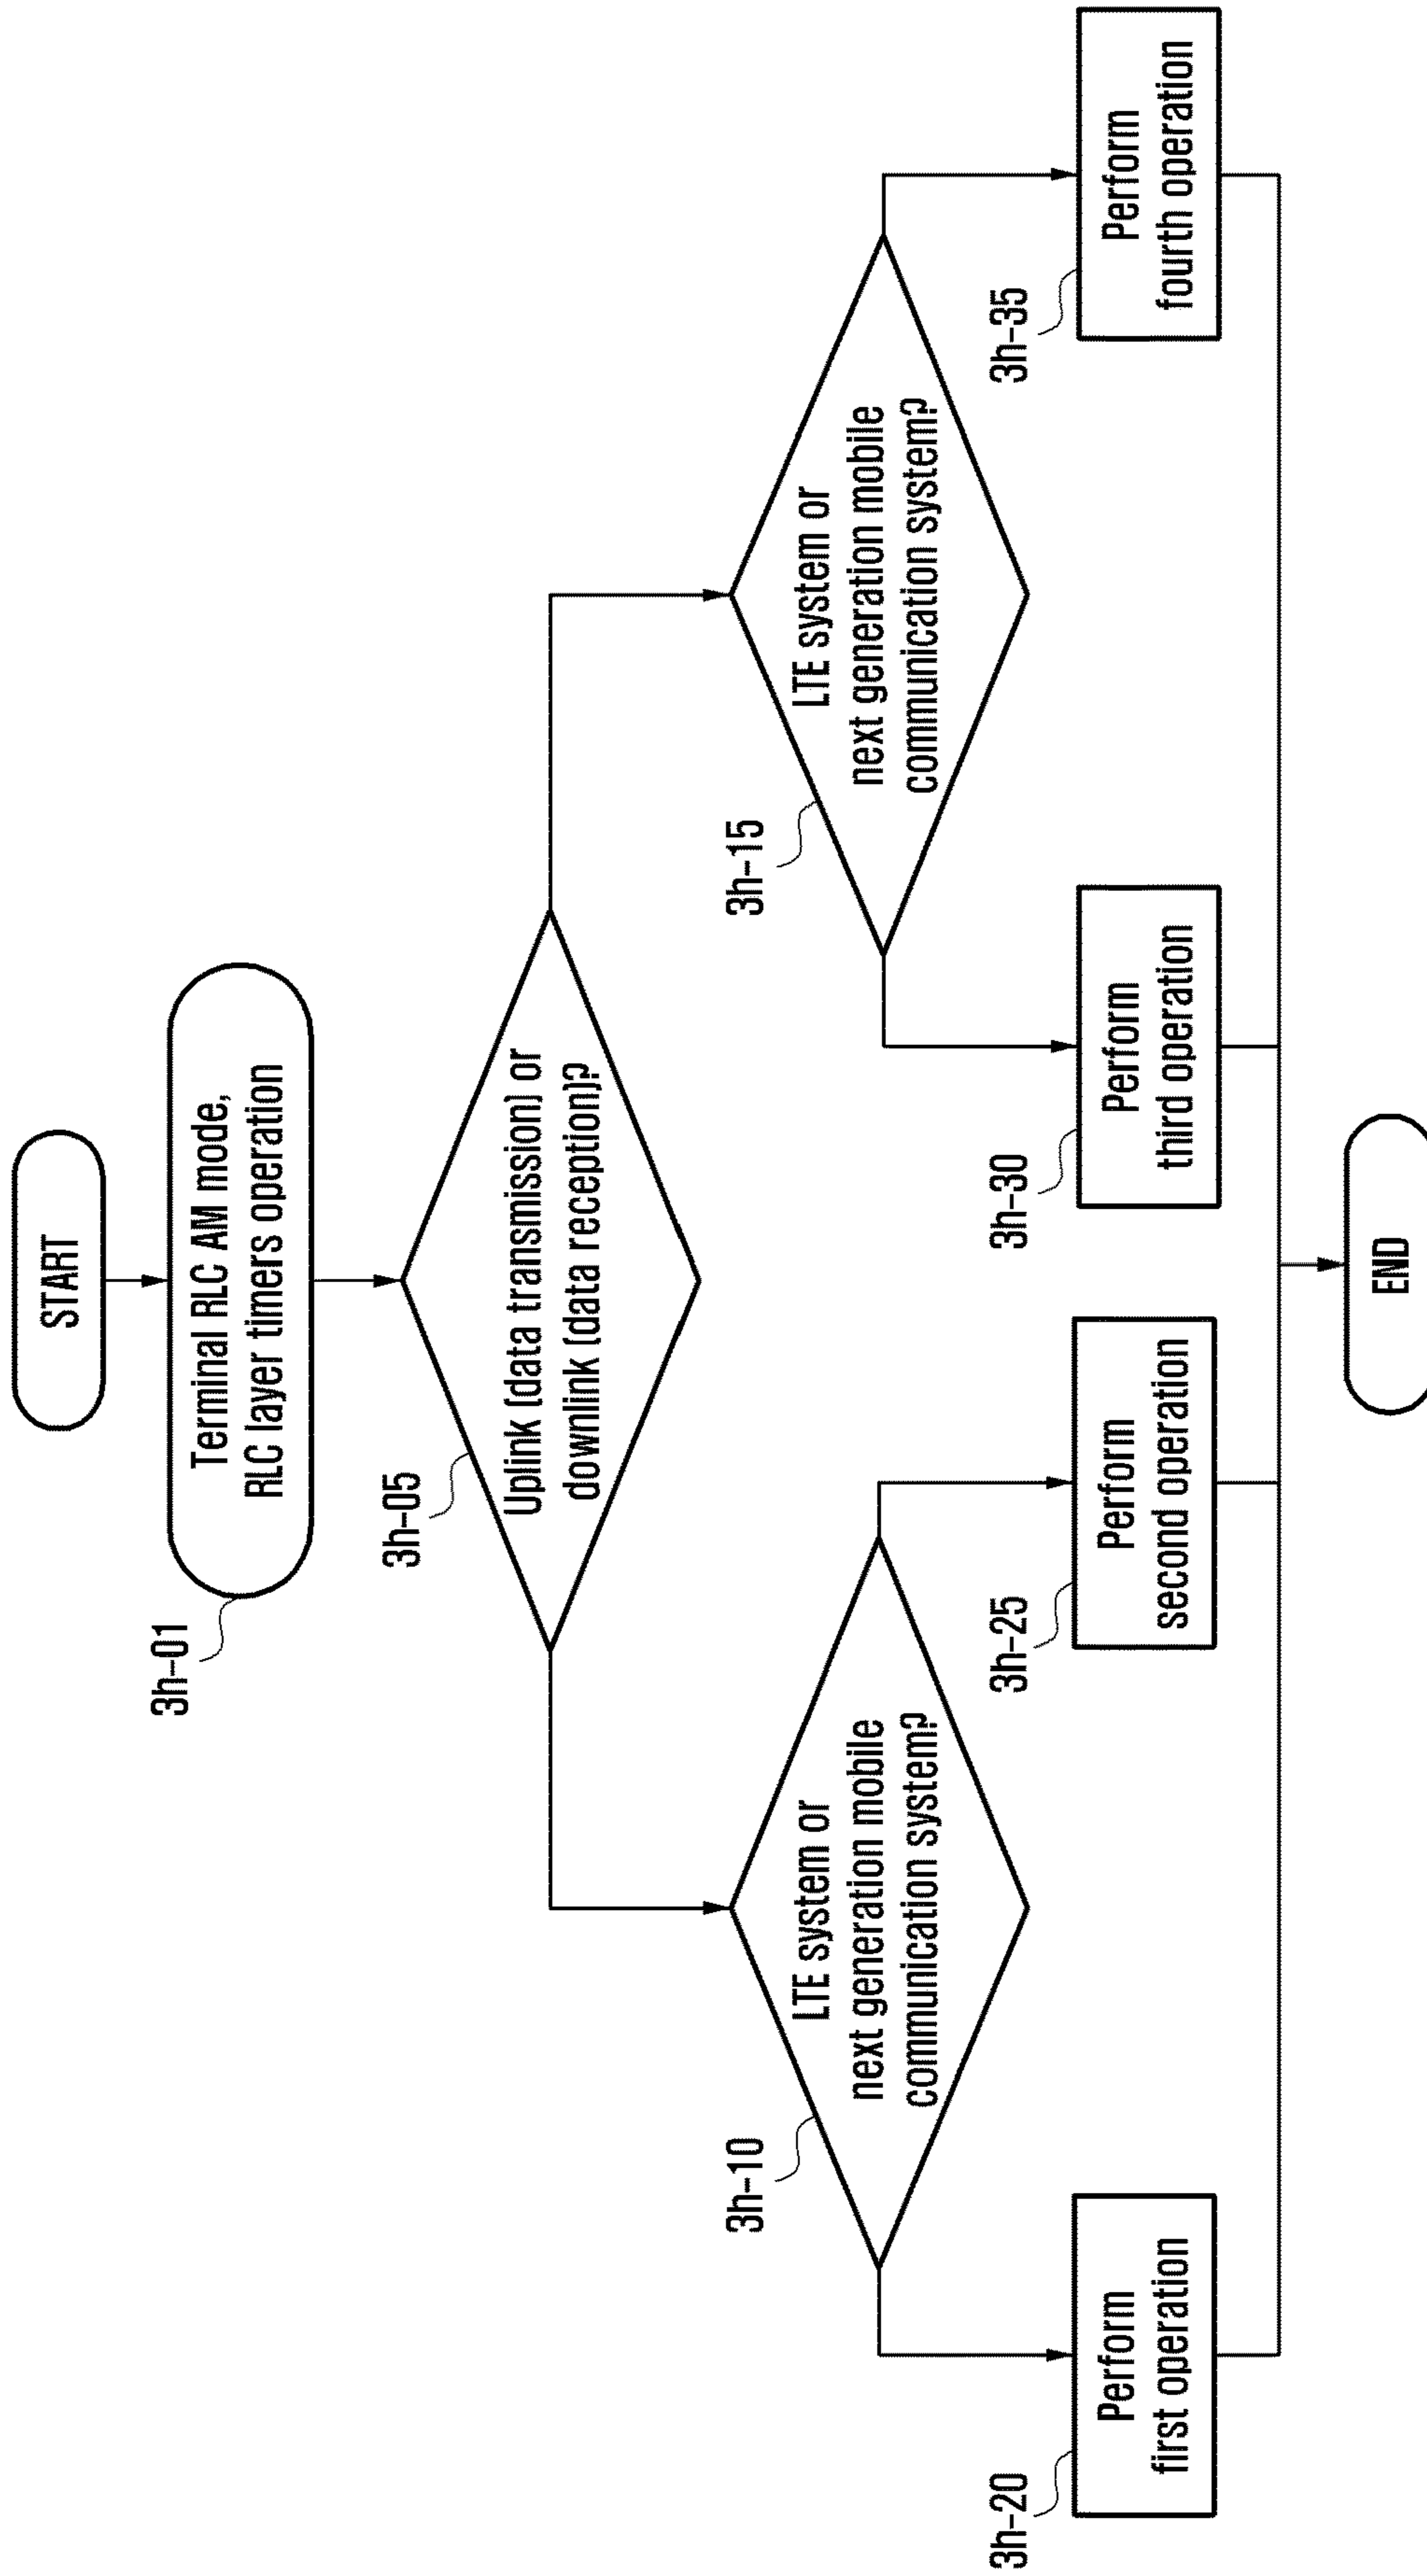 START
3h-01
Terminal RLC AM mode,
RLC layer timers operation
3h-05
Uplink (data transmission) or
downlink (data reception)?
3h-10
LTE system or
next generation mobile
communication system?
3h-15
LTE system or
next generation mobile
communication system?
3h-20
Perform
first operation
3h-25
Perform
second operation
3h-30
Perform
third operation
3h-35
Perform
fourth operation
END